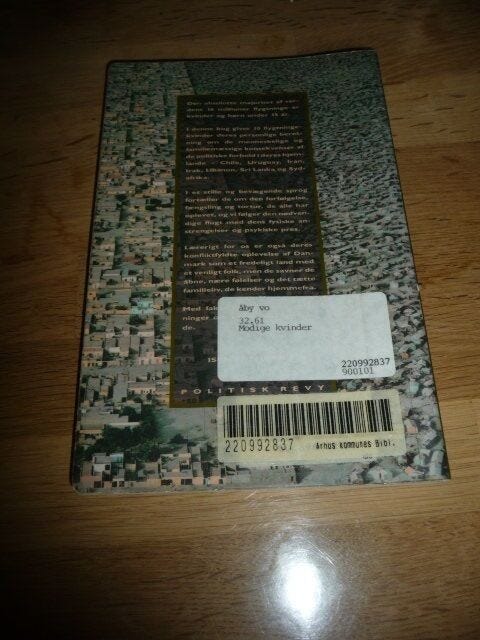 Den absolutte majoritet af ver-
dens 18 millioner flygtninge er
kvinder og børn under 15 år.
I denne bog giver 10 flygtninge-
kvinder deres personlige beret-
ning om de menneskelige og
familiemæssige konsekvenser af
de politiske forhold i deres hjem-
lande - Chile, Uruguay, Iran,
Irak, Libanon, Sri Lanka og Syd-
afrika.
I et stille og bevægende sprog
fortæller de om den forfølgelse,
fængsling og tortur, de alle har
oplevet, og vi følger den nødven-
dige flugt med dens fysiske an-
strengelser og psykiske pres.
Lærerigt for os er også deres
konfliktfyldte oplevelse af Dan-
mark som et fredeligt land med
et venligt folk, men de savner de
åbne, nære følelser og det tætte
familieliv, de kender hjemmefra.
Med fak
ninger o
de.
IS
åby vo
32.61
Modige kvinder
220992837
900101
POLITISK REVY
220992837 Århus kommunes Bibl.